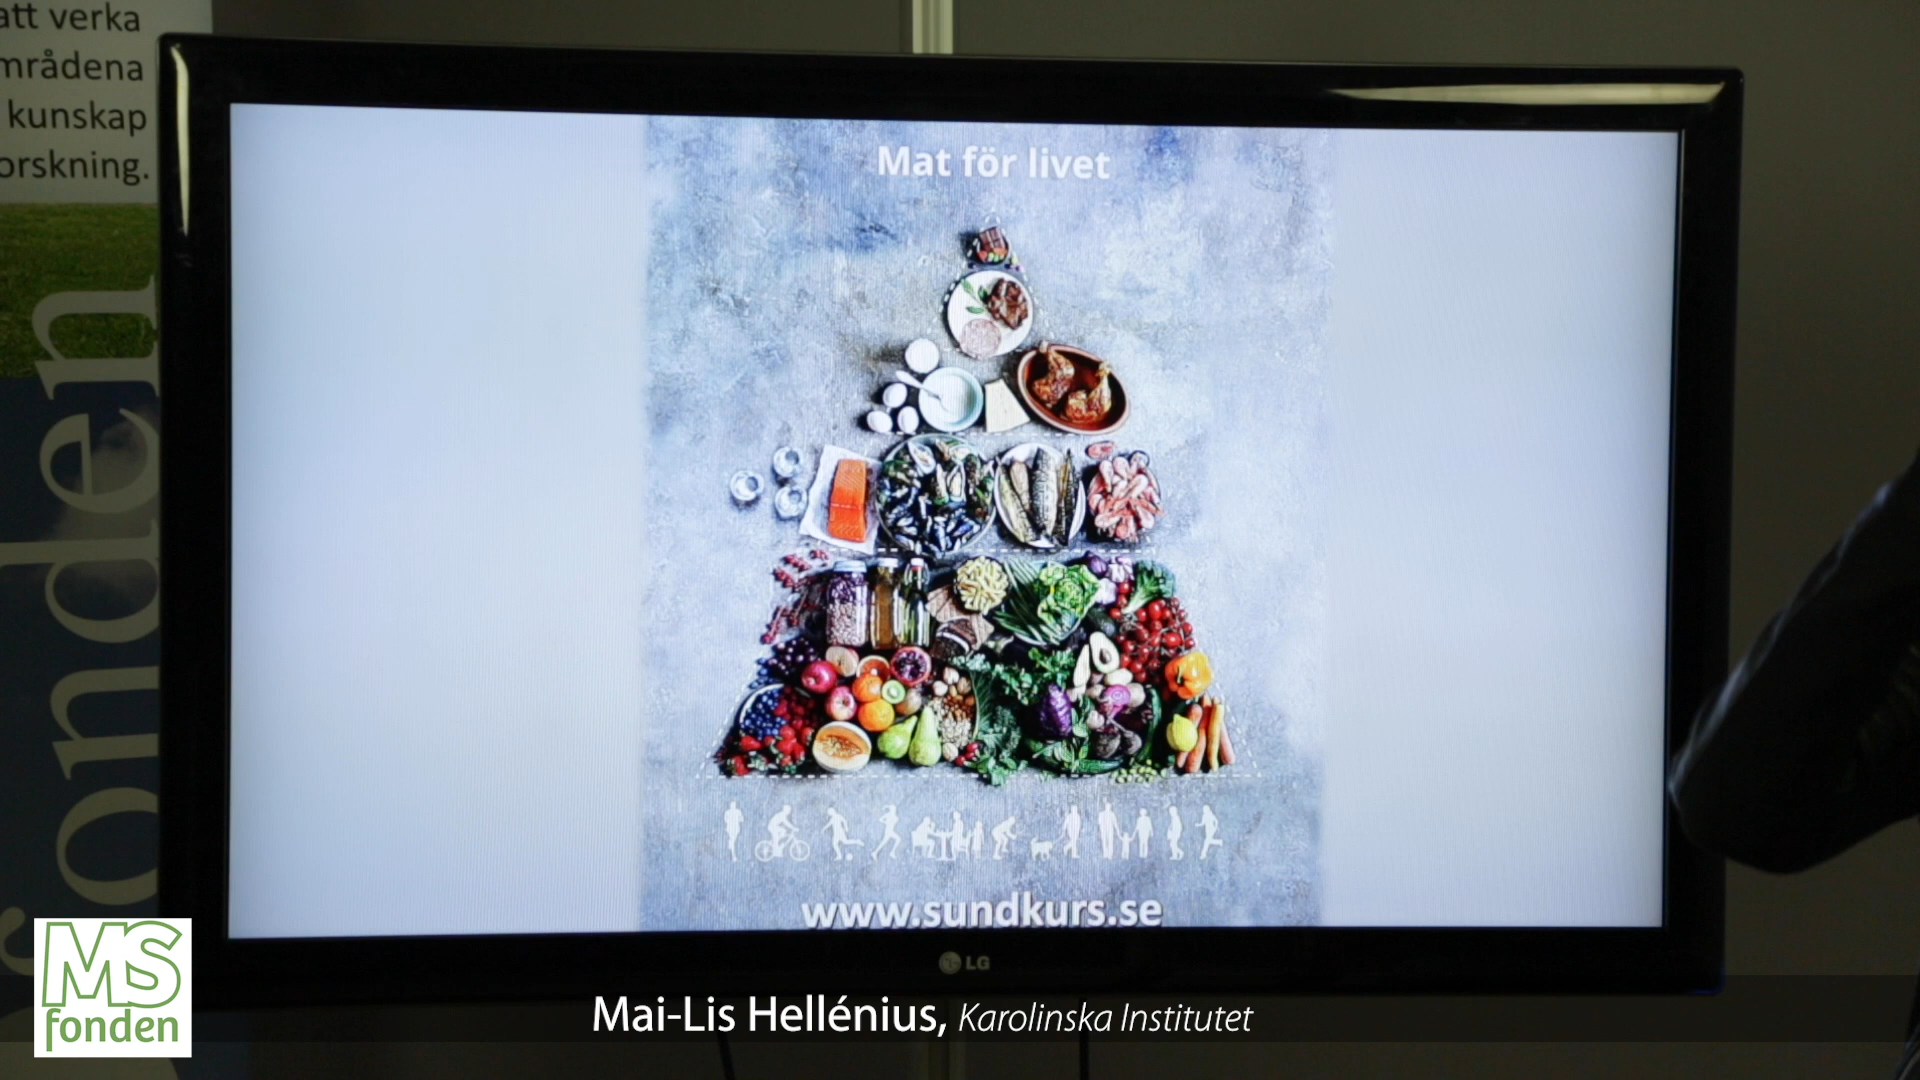 att verka
mrådena
kunskap
orskning.
fonden
Mat för livet
www.sundkurs.se
LG
MS
fonden
Mai-Lis Hellénius, Karolinska Institutet